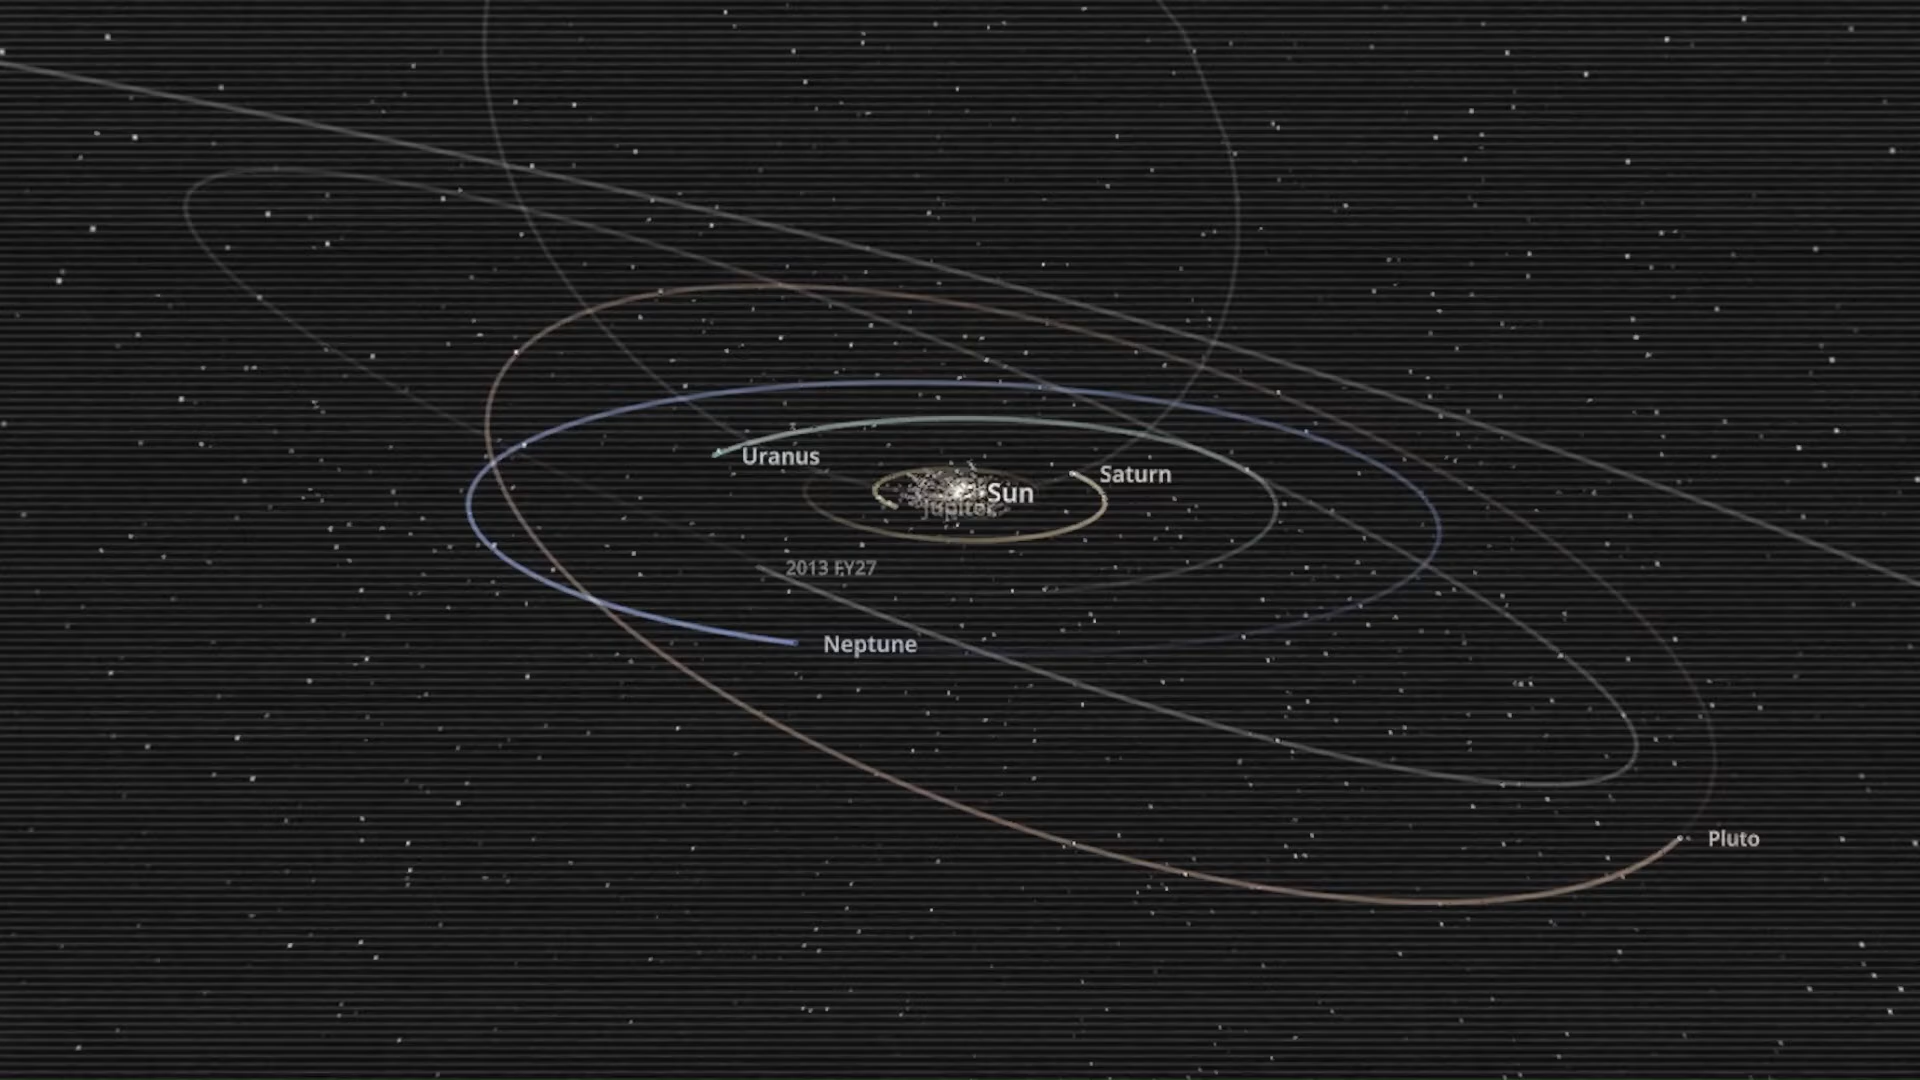 Uranus
Saturn
Sun
Jupiter
2013 FY27
Neptune
Pluto